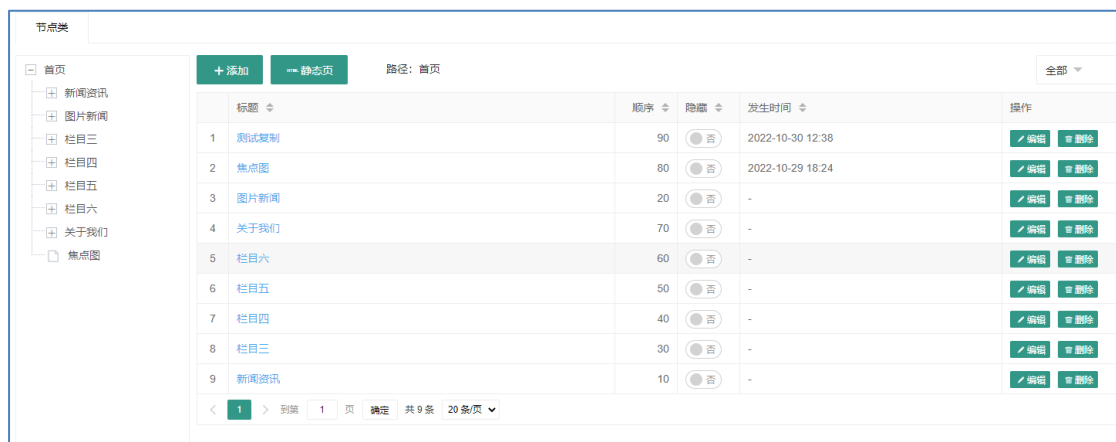 节点类
首页
新闻资讯
图片新闻
栏目三
栏目四
栏目五
栏目六
关于我们
焦点图
添加 HTML 静态页 路径：首页 全部
标题 顺序 隐藏 发生时间 操作
1 测试复制 90 否 2022-10-30 12:38 编辑 删除
2 焦点图 80 否 2022-10-29 18:24 编辑 删除
3 图片新闻 20 否 - 编辑 删除
4 关于我们 70 否 - 编辑 删除
5 栏目六 60 否 - 编辑 删除
6 栏目五 50 否 - 编辑 删除
7 栏目四 40 否 - 编辑 删除
8 栏目三 30 否 - 编辑 删除
9 新闻资讯 10 否 - 编辑 删除
1 到第 1 页 确定 共 9 条 20 条/页